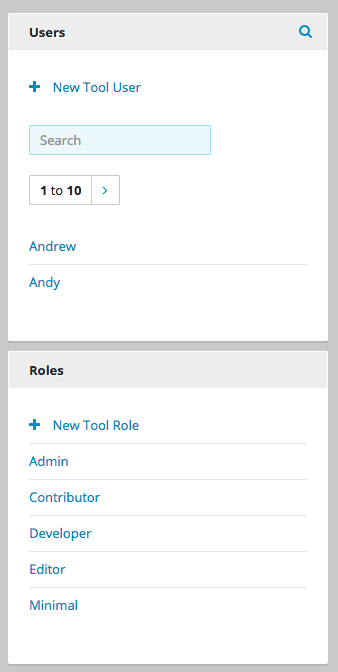 Users
New Tool User
Search
1 to 10
Andrew
Andy
Roles
New Tool Role
Admin
Contributor
Developer
Editor
Minimal